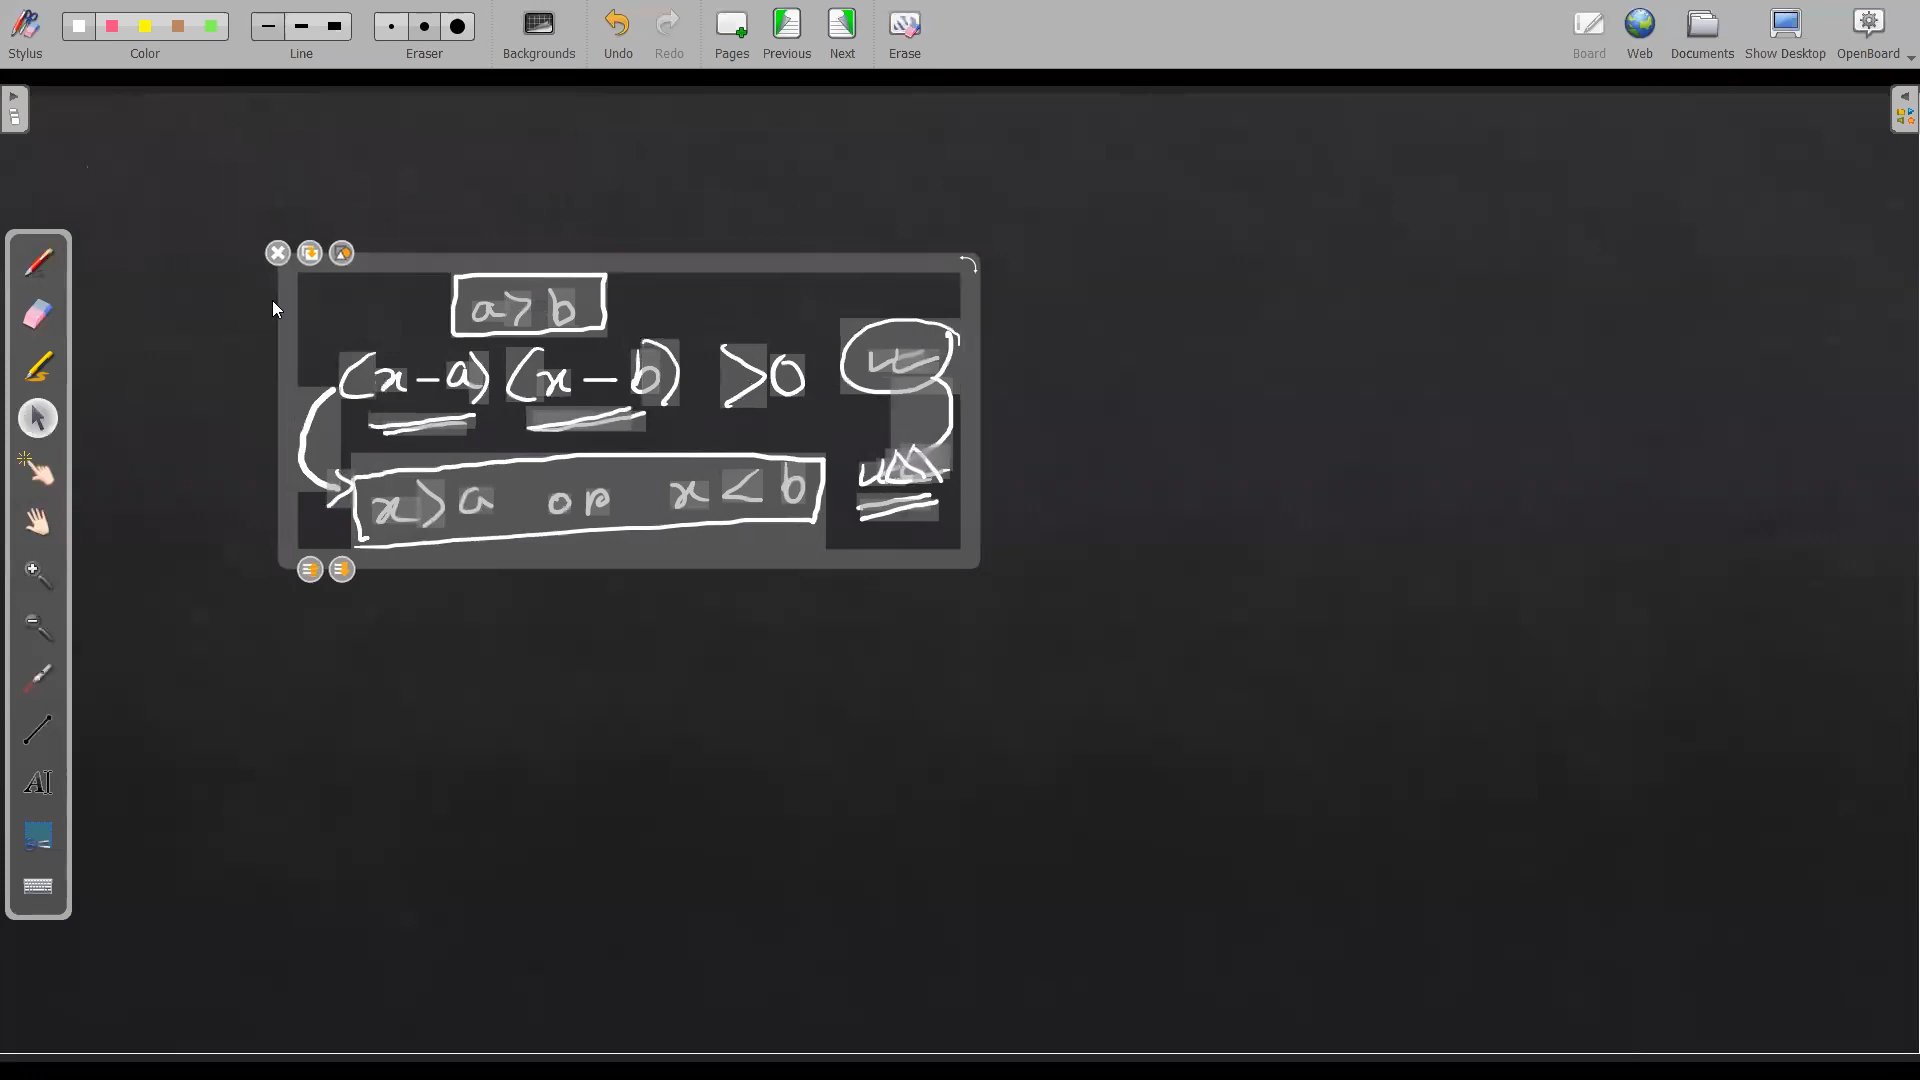 Stylus Color Line Eraser Backgrounds Undo Redo Pages Previous Next Erase Board Web Documents Show Desktop OpenBoard
a > b
(x - a) (x - b) > 0
x > a or x < b
AI